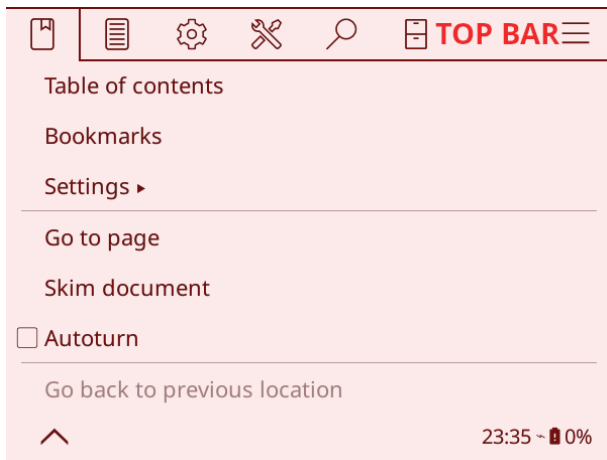 TOP BAR
Table of contents
Bookmarks
Settings ▸
Go to page
Skim document
Autoturn
Go back to previous location
23:35 0%